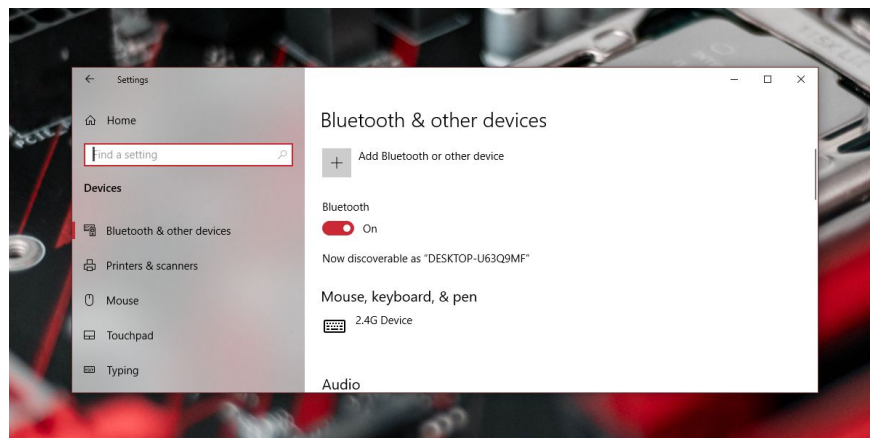 Settings
Home
Find a setting
Devices
Bluetooth & other devices
Printers & scanners
Mouse
Touchpad
Typing
Bluetooth & other devices
Add Bluetooth or other device
Bluetooth
On
Now discoverable as “DESKTOP-U63Q9MF”
Mouse, keyboard, & pen
2.4G Device
Audio